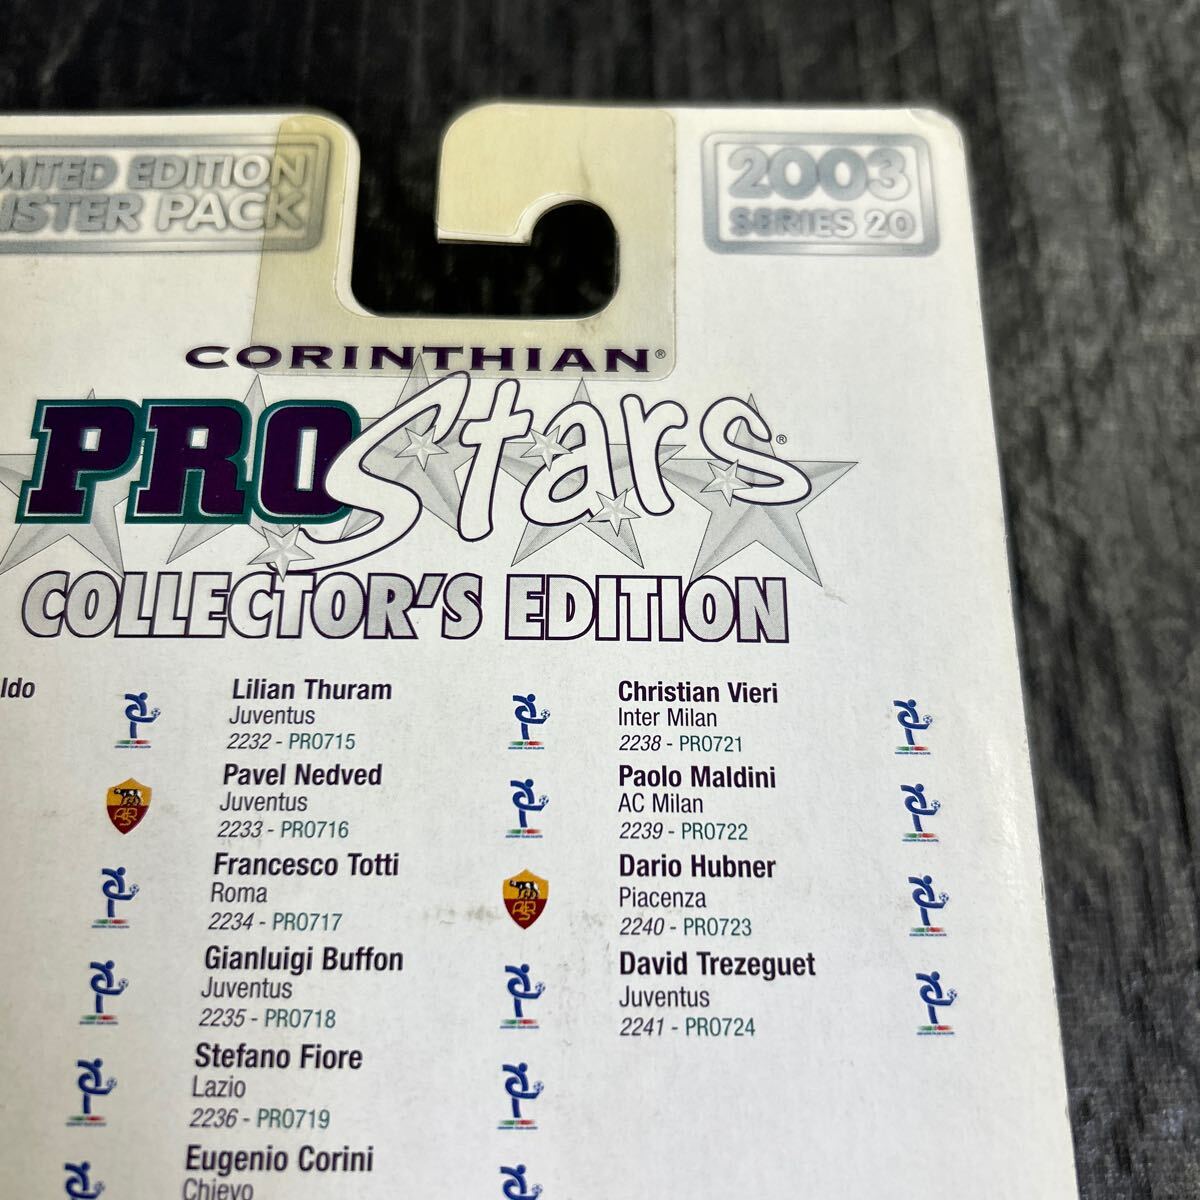 EDITION
PACK
2003
SERIES 20
CORINTHIAN®
PRO Stars®
COLLECTOR'S EDITION
ldo
Lilian Thuram
Juventus
2232 - PRO715
Pavel Nedved
Juventus
2233 - PRO716
Francesco Totti
Roma
2234 - PRO717
Gianluigi Buffon
Juventus
2235 - PRO718
Stefano Fiore
Lazio
2236 - PRO719
Eugenio Corini
Chievo
Christian Vieri
Inter Milan
2238 - PRO721
Paolo Maldini
AC Milan
2239 - PRO722
Dario Hubner
Piacenza
2240 - PRO723
David Trezeguet
Juventus
2241 - PRO724